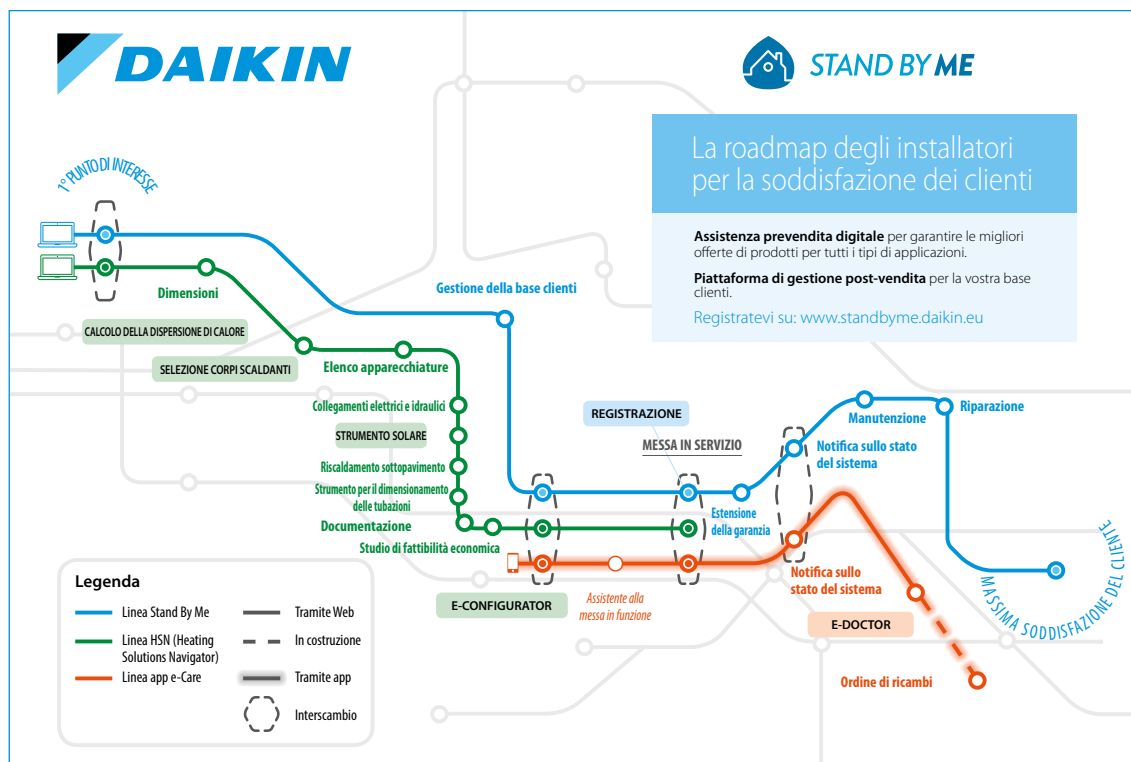 DAIKIN
STAND BY ME
La roadmap degli installatori
per la soddisfazione dei clienti
Assistenza prevendita digitale per garantire le migliori
offerte di prodotti per tutti i tipi di applicazioni.
Piattaforma di gestione post-vendita per la vostra base
clienti.
Registratevi su: www.standbyme.daikin.eu
1° PUNTO DI INTERESSE
Dimensioni
Gestione della base clienti
CALCOLO DELLA DISPERSIONE DI CALORE
SELEZIONE CORPI SCALDANTI
Elenco apparecchiature
Collegamenti elettrici e idraulici
STRUMENTO SOLARE
Riscaldamento sottopavimento
Strumento per il dimensionamento
delle tubazioni
Documentazione
Studio di fattibilità economica
REGISTRAZIONE
MESSA IN SERVIZIO
Manutenzione
Riparazione
Notifica sullo stato
del sistema
Estensione
della garanzia
Notifica sullo
stato del sistema
E-CONFIGURATOR
Assistente alla
messa in funzione
E-DOCTOR
Ordine di ricambi
MASSIMA SODDISFAZIONE DEL CLIENTE
Legenda
Linea Stand By Me
Linea HSN (Heating
Solutions Navigator)
Linea app e-Care
Tramite Web
In costruzione
Tramite app
Interscambio